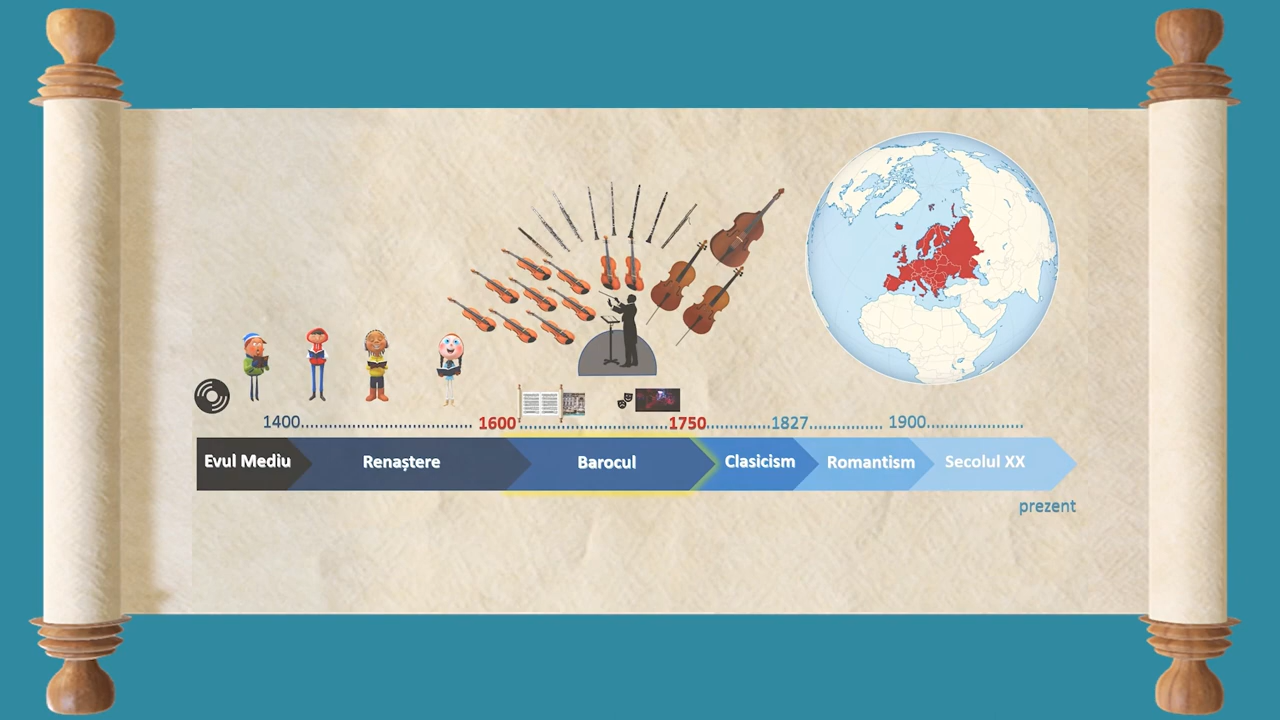 1400 1600 1750 1827 1900
Evul Mediu Renaștere Barocul Clasicism Romantism Secolul XX
prezent